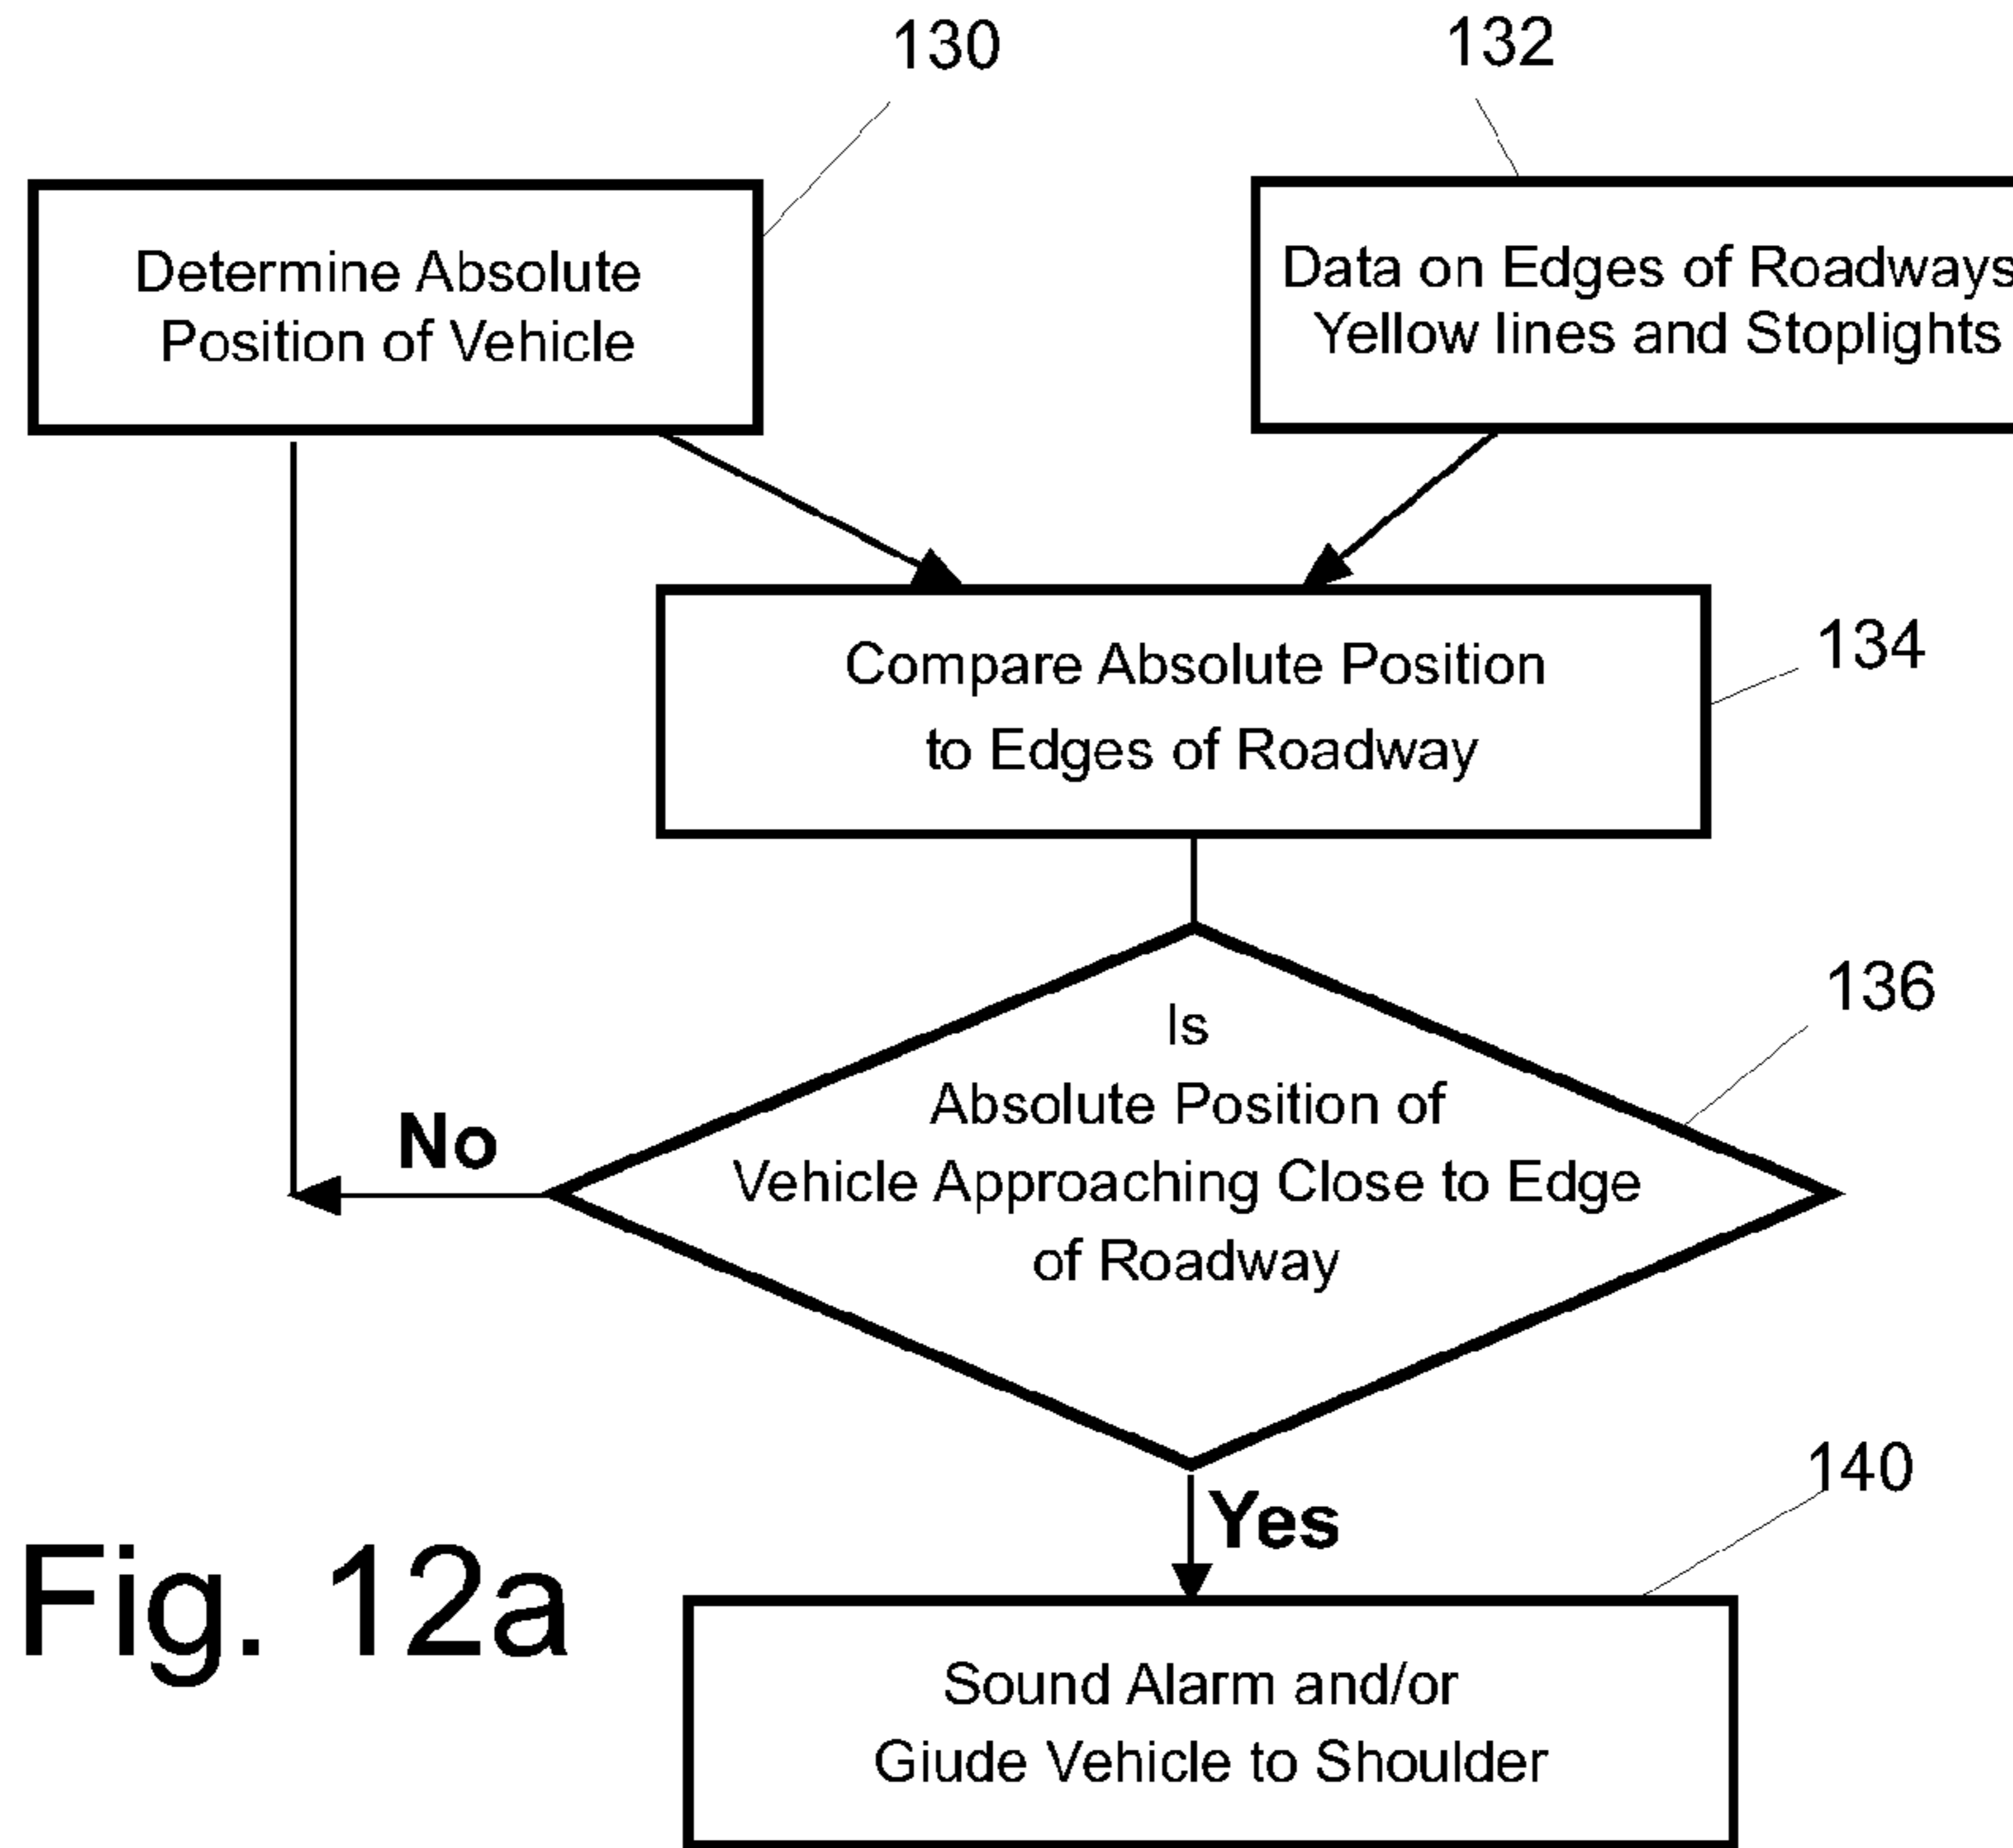 130
132
Determine Absolute
Position of Vehicle
Data on Edges of Roadways
Yellow lines and Stoplights
Compare Absolute Position
to Edges of Roadway
134
Is
Absolute Position of
Vehicle Approaching Close to Edge
of Roadway
136
No
Yes
140
Sound Alarm and/or
Giude Vehicle to Shoulder
Fig. 12a